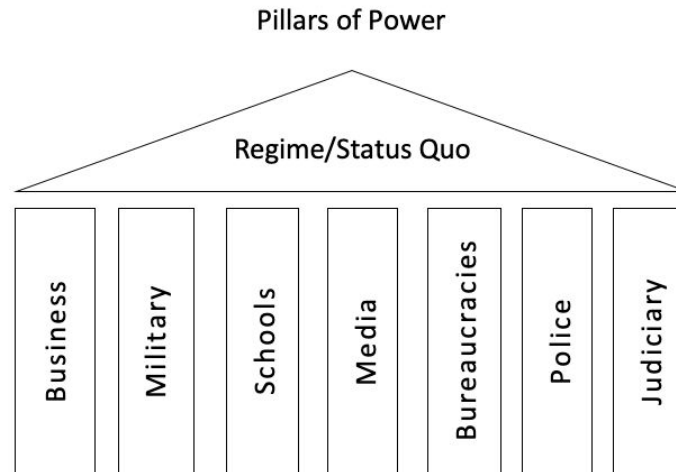 Pillars of Power
Regime/Status Quo
Business
Military
Schools
Media
Bureaucracies
Police
Judiciary